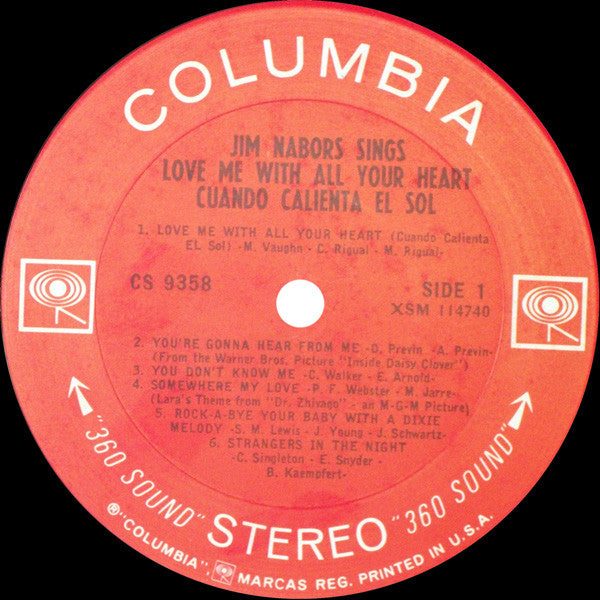 COLUMBIA
JIM NABORS SINGS
LOVE ME WITH ALL YOUR HEART
CUANDO CALIENTA EL SOL
1. LOVE ME WITH ALL YOUR HEART (Cuando Calienta
EL Sol) -M. Vaughn- C. Rigual - M. Rigual-
CS 9358
SIDE 1
XSM 114740
2. YOU'RE GONNA HEAR FROM ME -D. Previn -A. Previn-
(From the Warner Bros. Picture "Inside Daisy Clover")
3. YOU DON'T KNOW ME -C. Walker - E. Arnold-
4. SOMEWHERE MY LOVE -P. F. Webster- M. Jarre-
(Lara's Theme from "Dr. Zhivago" - an M-G-M Picture)
5. ROCK-A-BYE YOUR BABY WITH A DIXIE
MELODY -S. M. Lewis - J. Young - J. Schwartz-
6. STRANGERS IN THE NIGHT
-C. Singleton - E. Snyder-
B. Kaempfert-
"360 SOUND" STEREO "360 SOUND"
®"COLUMBIA", MARCAS REG. PRINTED IN U.S.A.